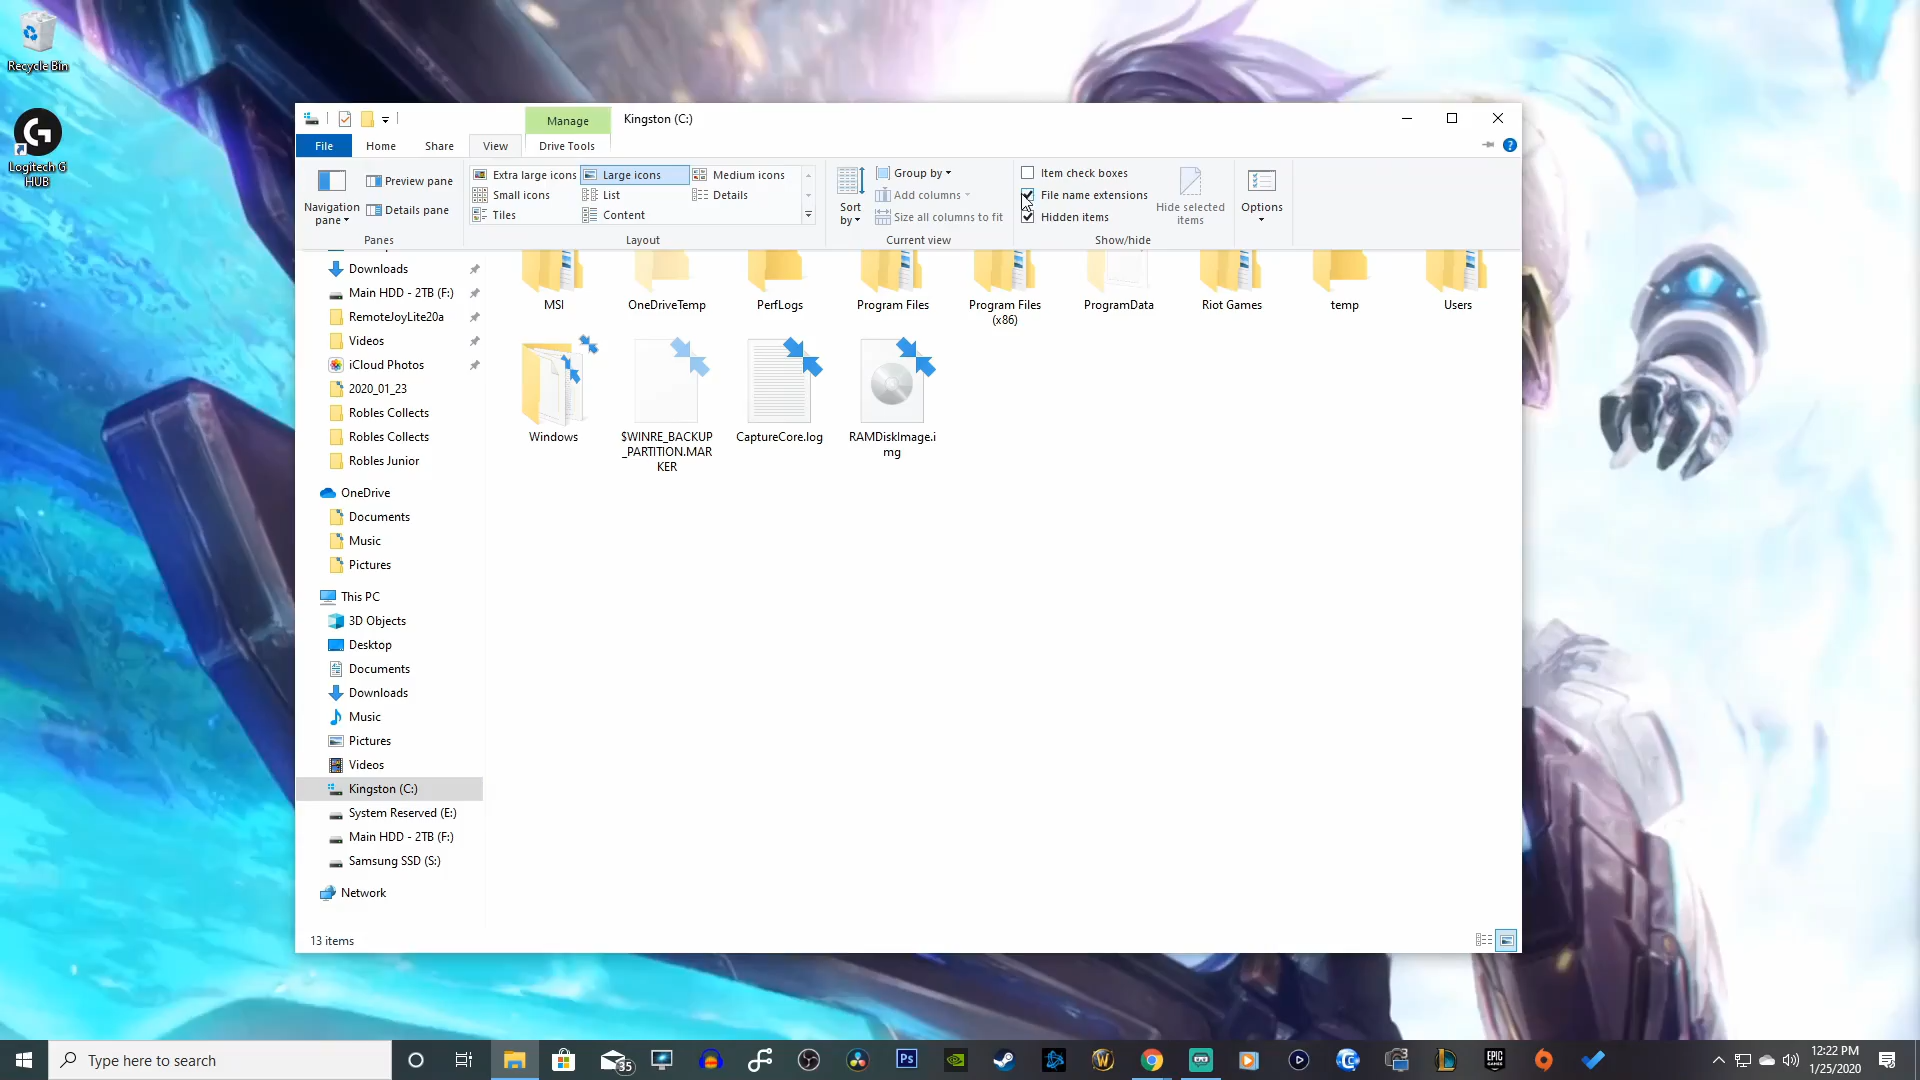 Recycle Bin
Logitech G
HUB
Manage
Kingston (C:)
File
Home
Share
View
Drive Tools
Navigation
pane
Preview pane
Details pane
Panes
Extra large icons
Large icons
Medium icons
Small icons
List
Details
Tiles
Content
Layout
Sort
by
Group by
Add columns
Size all columns to fit
Current view
Item check boxes
File name extensions
Hidden items
Hide selected
items
Show/hide
Options
Downloads
Main HDD - 2TB (F:)
RemoteJoyLite20a
Videos
iCloud Photos
2020_01_23
Robles Collects
Robles Collects
Robles Junior
OneDrive
Documents
Music
Pictures
This PC
3D Objects
Desktop
Documents
Downloads
Music
Pictures
Videos
Kingston (C:)
System Reserved (E:)
Main HDD - 2TB (F:)
Samsung SSD (S:)
Network
MSI
OneDriveTemp
PerfLogs
Program Files
Program Files
(x86)
ProgramData
Riot Games
temp
Users
Windows
$WINRE_BACKUP
_PARTITION.MAR
KER
CaptureCore.log
RAMDiskImage.i
mg
13 items
Type here to search
35
Ps
W
3
EPIC
GAMES
12:22 PM
1/25/2020